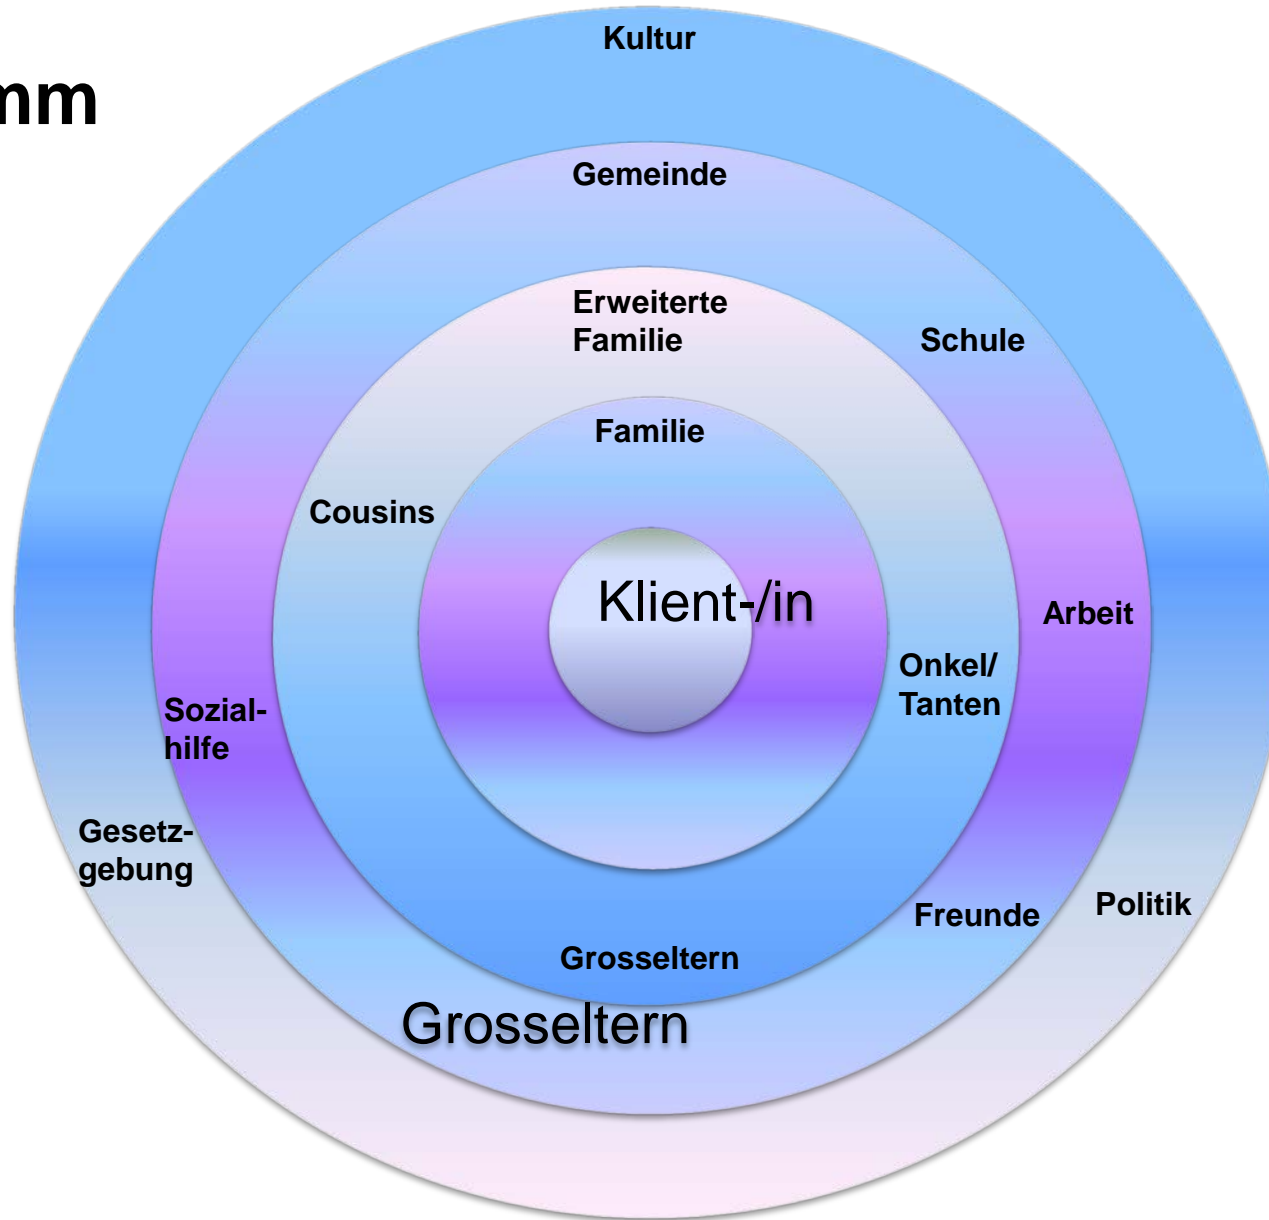 Kultur
mm
Gemeinde
Erweiterte
Familie
Schule
Familie
Cousins
Klient-/in
Arbeit
Onkel/
Tanten
Sozial-
hilfe
Gesetz-
gebung
Politik
Freunde
Grosseltern
Grosseltern